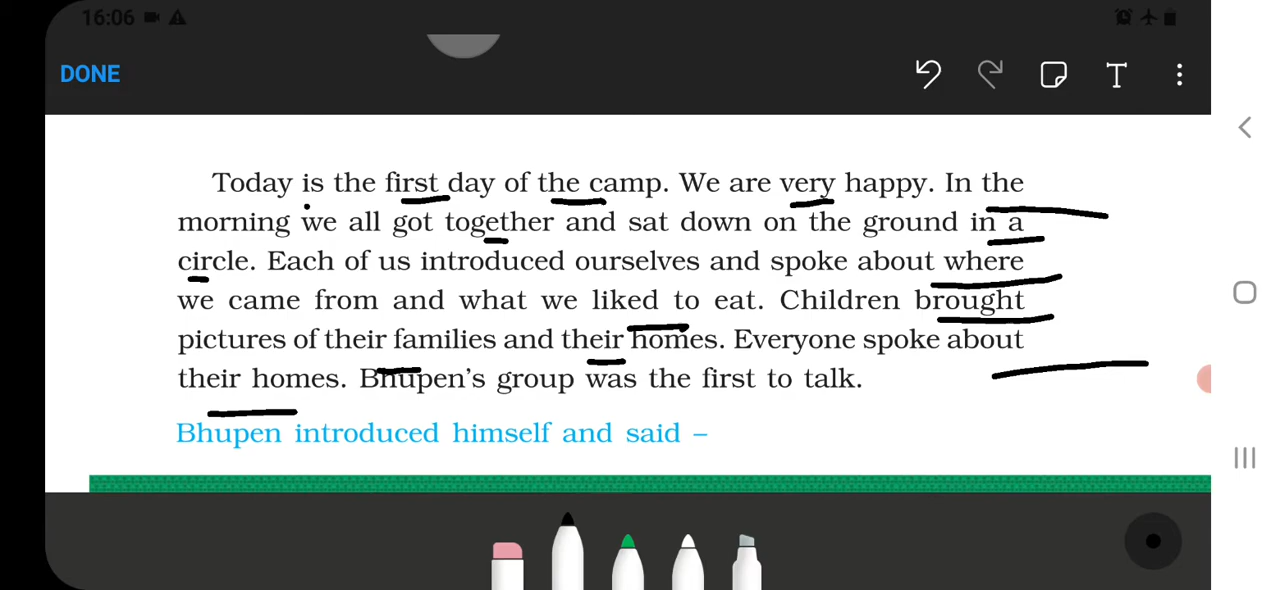 16:06
DONE
T
Today is the first day of the camp. We are very happy. In the
morning we all got together and sat down on the ground in a
circle. Each of us introduced ourselves and spoke about where
we came from and what we liked to eat. Children brought
pictures of their families and their homes. Everyone spoke about
their homes. Bhupen's group was the first to talk.
Bhupen introduced himself and said –